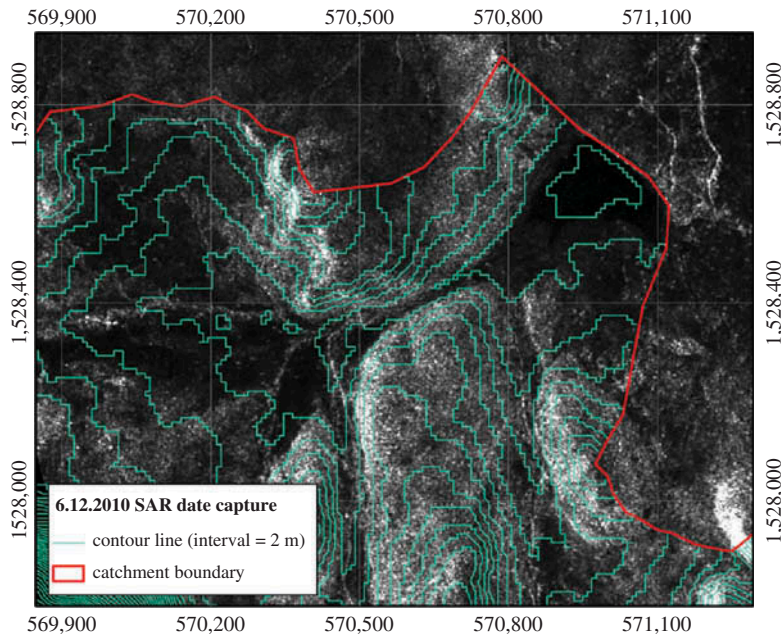 569,900 570,200 570,500 570,800 571,100
1,528,800 1,528,800
1,528,400 1,528,400
1528,000 1,528,000
6.12.2010 SAR date capture
contour line (interval = 2 m)
catchment boundary
569,900 570,200 570,500 570,800 571,100